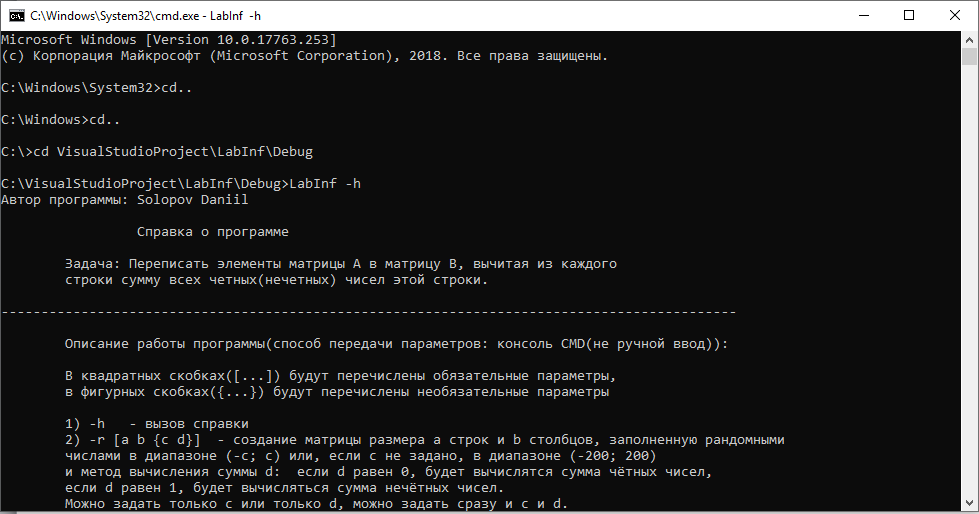 C:\Windows\System32\cmd.exe - LabInf -h
Microsoft Windows [Version 10.0.17763.253]
(c) Корпорация Майкрософт (Microsoft Corporation), 2018. Все права защищены.
C:\Windows\System32>cd..
C:\Windows>cd..
C:\>cd VisualStudioProject\LabInf\Debug
C:\VisualStudioProject\LabInf\Debug>LabInf -h
Автор программы: Solopov Daniil
Справка о программе
Задача: Переписать элементы матрицы A в матрицу B, вычитая из каждого
строки сумму всех четных(нечетных) чисел этой строки.
--------------------------------------------------------------------------------------------
Описание работы программы(способ передачи параметров: консоль CMD(не ручной ввод)):
В квадратных скобках([...]) будут перечислены обязательные параметры,
в фигурных скобках({...}) будут перечислены необязательные параметры
1) -h - вызов справки
2) -r [a b {c d}] - создание матрицы размера a строк и b столбцов, заполненную рандомными
числами в диапазоне (-c; c) или, если c не задано, в диапазоне (-200; 200)
и метод вычисления суммы d: если d равен 0, будет вычислятся сумма чётных чисел,
если d равен 1, будет вычисляться сумма нечётных чисел.
Можно задать только c или только d, можно задать сразу и c и d.